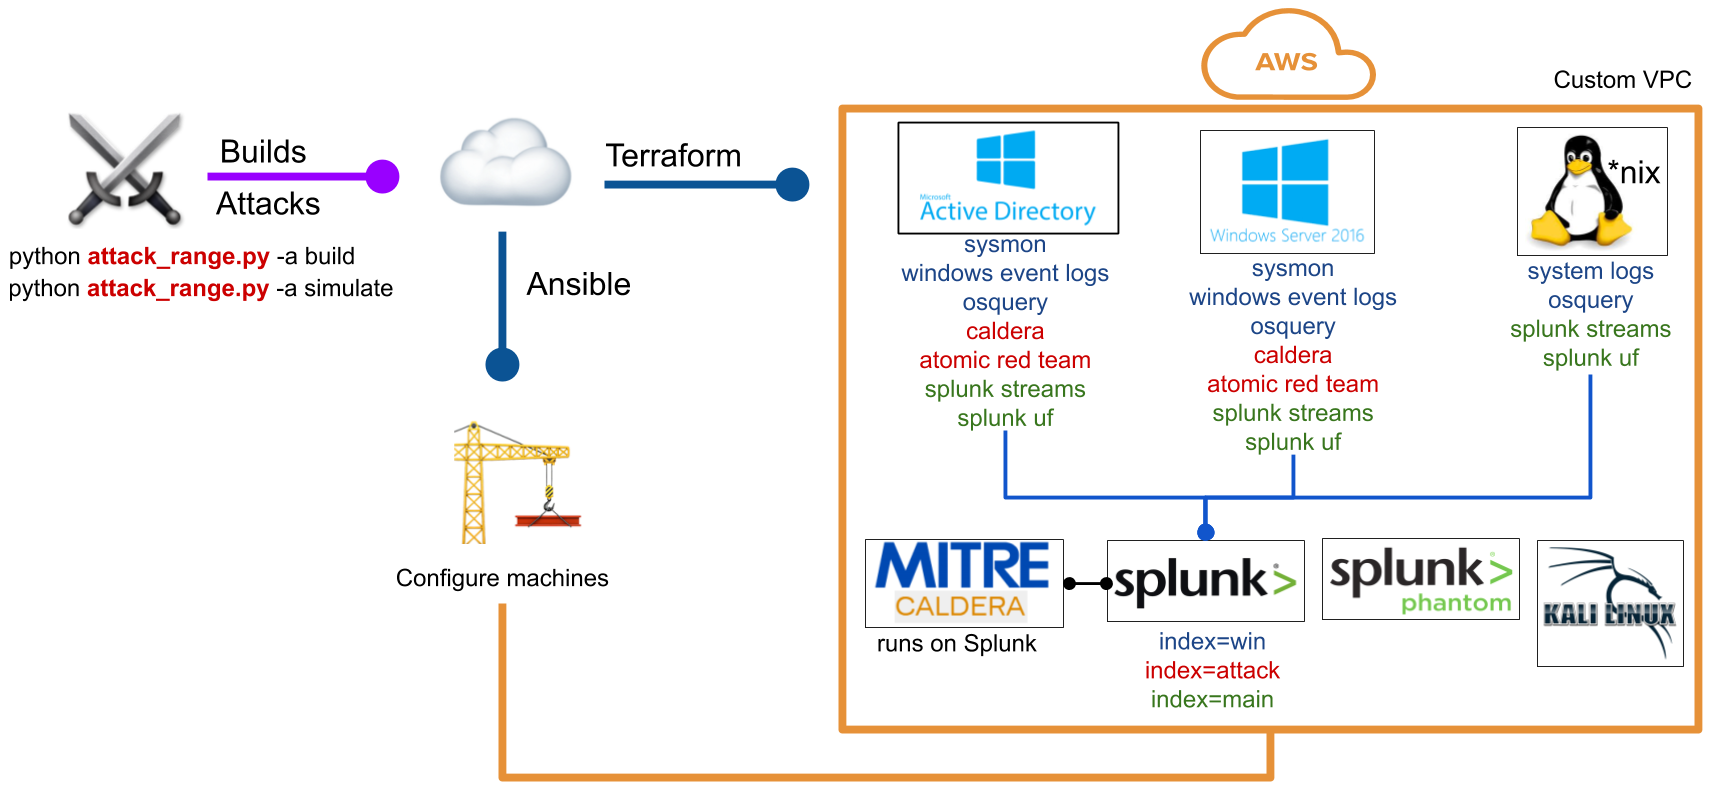 AWS
Custom VPC
Builds
Attacks
python attack_range.py -a build
python attack_range.py -a simulate
Terraform
Ansible
Configure machines
Microsoft
Active Directory
sysmon
windows event logs
osquery
caldera
atomic red team
splunk streams
splunk uf
Windows Server 2016
sysmon
windows event logs
osquery
caldera
atomic red team
splunk streams
splunk uf
*nix
system logs
osquery
splunk streams
splunk uf
MITRE
CALDERA
runs on Splunk
splunk>
index=win
index=attack
index=main
splunk>
phantom
KALI LINUX